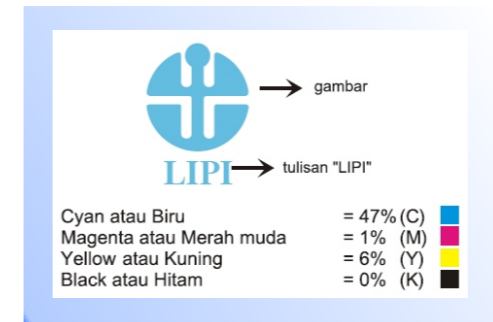 gambar
LIPI
tulisan "LIPI"
Cyan atau Biru = 47% (C)
Magenta atau Merah muda = 1% (M)
Yellow atau Kuning = 6% (Y)
Black atau Hitam = 0% (K)